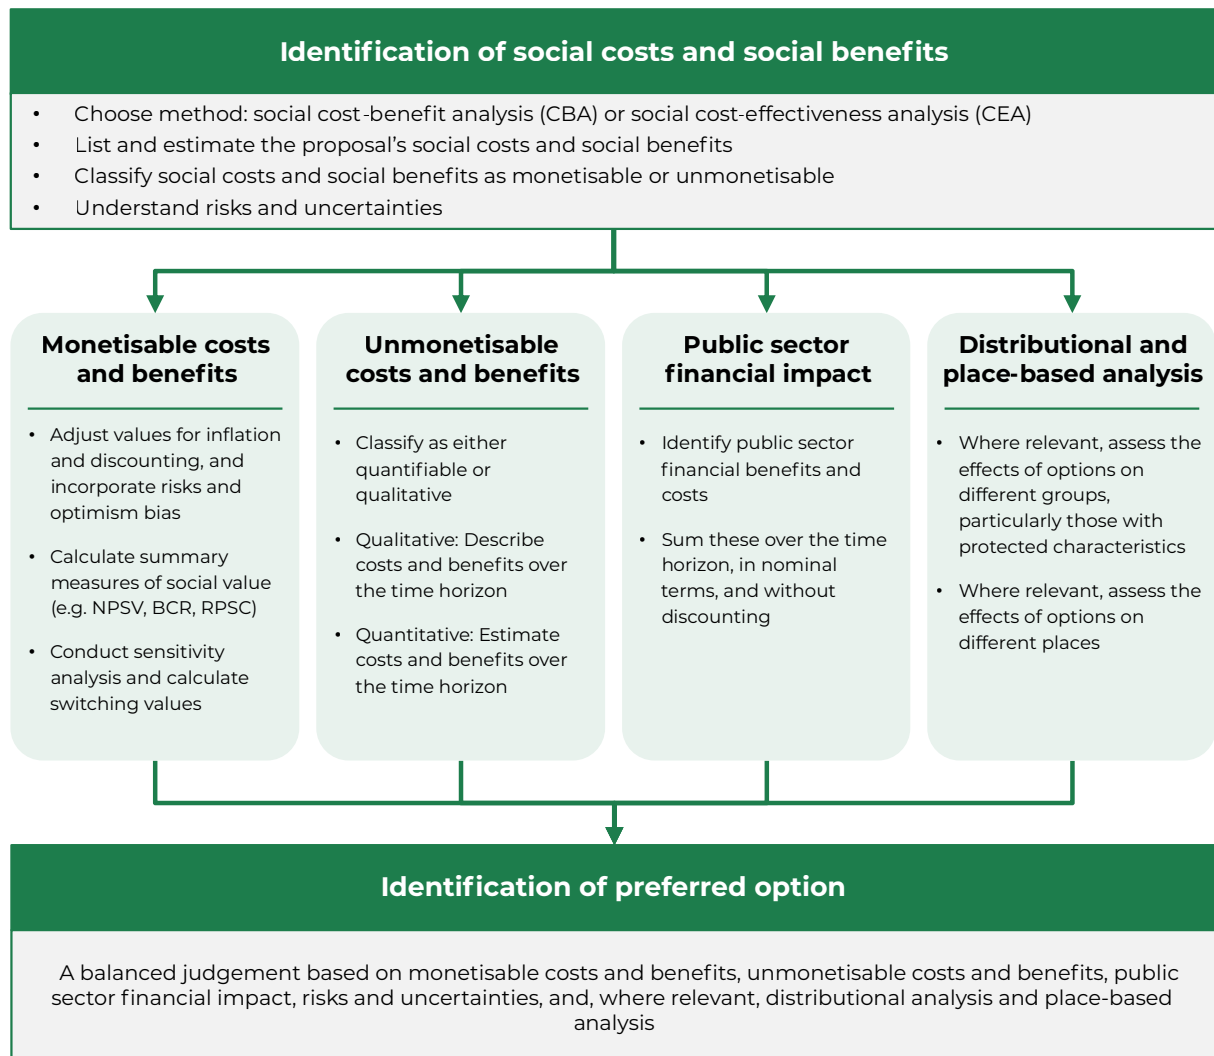 Identification of social costs and social benefits
• Choose method: social cost-benefit analysis (CBA) or social cost-effectiveness analysis (CEA)
• List and estimate the proposal’s social costs and social benefits
• Classify social costs and social benefits as monetisable or unmonetisable
• Understand risks and uncertainties
Monetisable costs
and benefits
• Adjust values for inflation
and discounting, and
incorporate risks and
optimism bias
• Calculate summary
measures of social value
(e.g. NPSV, BCR, RPSC)
• Conduct sensitivity
analysis and calculate
switching values
Unmonetisable
costs and benefits
• Classify as either
quantifiable or
qualitative
• Qualitative: Describe
costs and benefits over
the time horizon
• Quantitative: Estimate
costs and benefits over
the time horizon
Public sector
financial impact
• Identify public sector
financial benefits and
costs
• Sum these over the time
horizon, in nominal
terms, and without
discounting
Distributional and
place-based analysis
• Where relevant, assess the
effects of options on
different groups,
particularly those with
protected characteristics
• Where relevant, assess the
effects of options on
different places
Identification of preferred option
A balanced judgement based on monetisable costs and benefits, unmonetisable costs and benefits, public
sector financial impact, risks and uncertainties, and, where relevant, distributional analysis and place-based
analysis